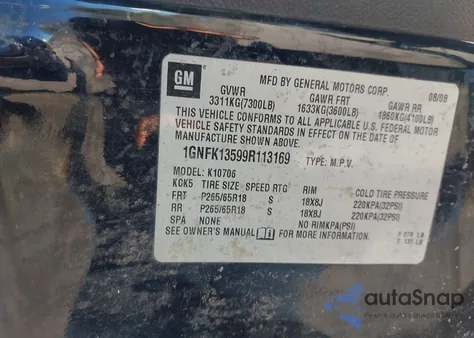 GM
MFD BY GENERAL MOTORS CORP. 08/08
GVWR GAWR FRT GAWR RR
3311KG(7300LB) 1633KG(3600LB) 1860KG(4100LB)
THIS VEHICLE CONFORMS TO ALL APPLICABLE U.S. FEDERAL MOTOR
VEHICLE SAFETY STANDARDS IN EFFECT ON THE DATE OF
MANUFACTURE SHOWN ABOVE.
1GNFK13599R113169 TYPE: M.P.V.
K10706
KGK5 TIRE SIZE SPEED RTG RIM COLD TIRE PRESSURE
FRT P265/65R18 S 18X8J 220KPA(32PSI)
RR P265/65R18 S 18X8J 220KPA(32PSI)
SPA NONE NO RIMKPA(PSI)
SEE OWNER'S MANUAL FOR MORE INFORMATION.
autoSnap